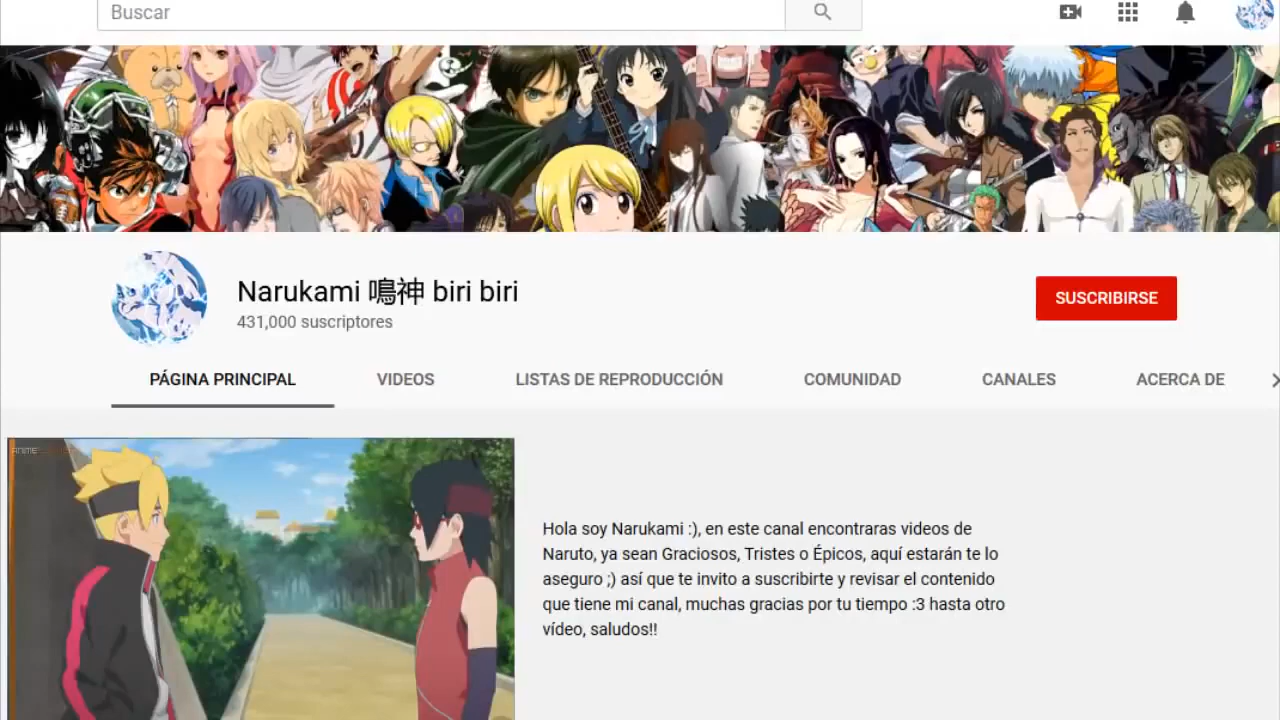 Buscar
Narukami 鳴神 biri biri
431,000 suscriptores
SUSCRIBIRSE
PÁGINA PRINCIPAL
VIDEOS
LISTAS DE REPRODUCCIÓN
COMUNIDAD
CANALES
ACERCA DE
ANIME
Hola soy Narukami :), en este canal encontraras videos de
Naruto, ya sean Graciosos, Tristes o Épicos, aquí estarán te lo
aseguro ;) así que te invito a suscribirte y revisar el contenido
que tiene mi canal, muchas gracias por tu tiempo :3 hasta otro
vídeo, saludos!!